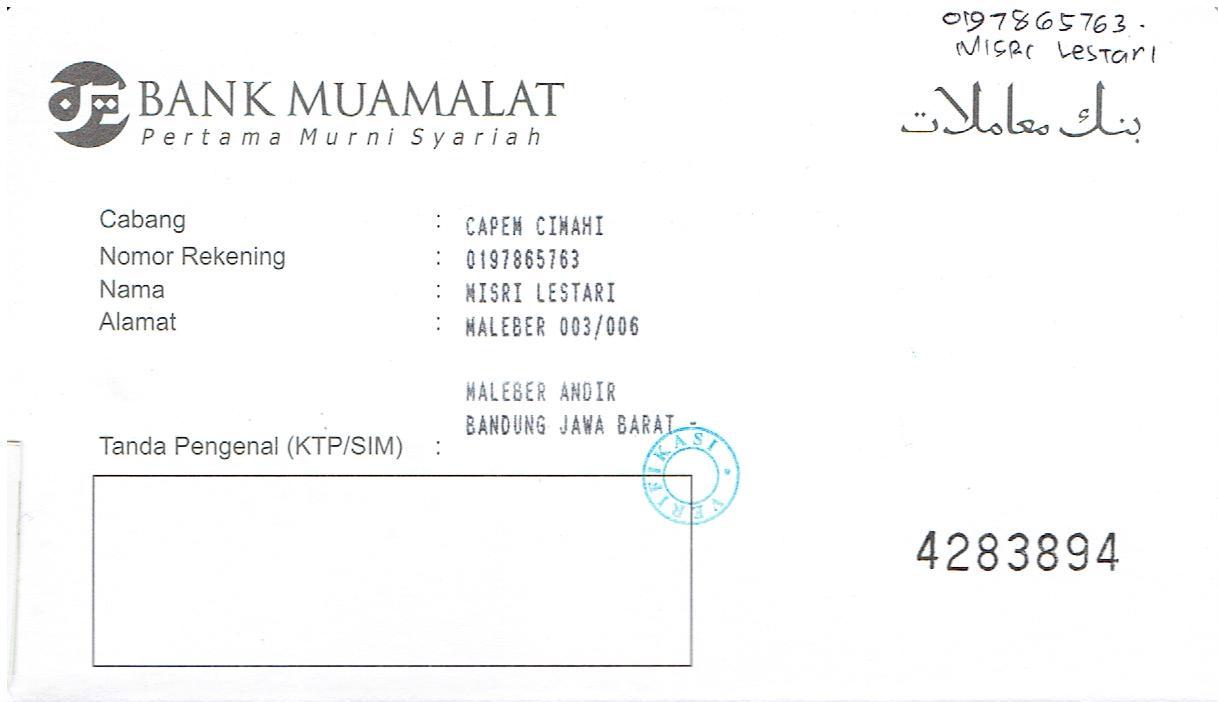 0197865763.
Misri Lestari
BANK MUAMALAT
Pertama Murni Syariah
بنك معاملات
Cabang : CAPEM CIMAHI
Nomor Rekening : 0197865763
Nama : MISRI LESTARI
Alamat : MALEBER 003/006
MALEBER ANDIR
BANDUNG JAWA BARAT -
Tanda Pengenal (KTP/SIM) :
VERIFIKASI
4283894